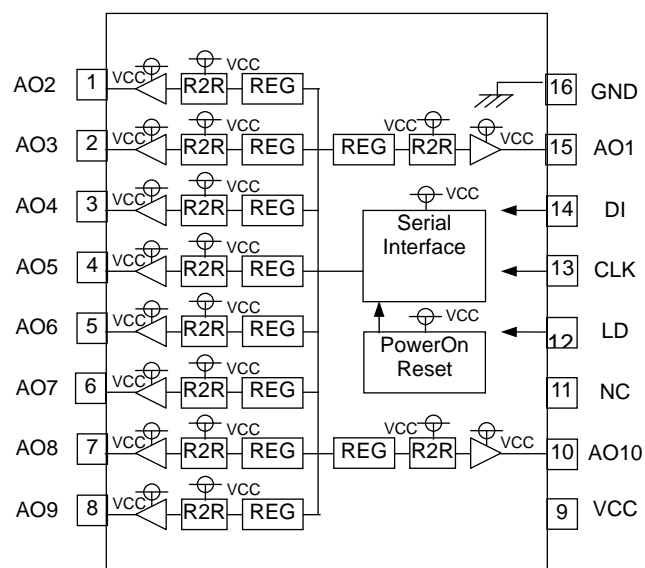 AO2 1 VCC R2R VCC REG 16 GND
AO3 2 VCC R2R VCC REG REG VCC R2R VCC 15 AO1
AO4 3 VCC R2R VCC REG VCC 14 DI
Serial
Interface
AO5 4 VCC R2R VCC REG 13 CLK
AO6 5 VCC R2R VCC REG VCC 12 LD
PowerOn
Reset
AO7 6 VCC R2R VCC REG 11 NC
AO8 7 VCC R2R VCC REG REG VCC R2R VCC 10 AO10
AO9 8 VCC R2R VCC REG 9 VCC